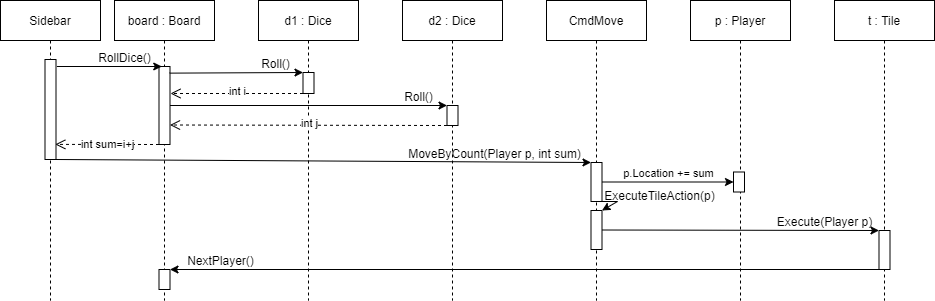 Sidebar
board : Board
d1 : Dice
d2 : Dice
CmdMove
p : Player
t : Tile
RollDice()
Roll()
int i
Roll()
int j
int sum=i+j
MoveByCount(Player p, int sum)
p.Location += sum
ExecuteTileAction(p)
Execute(Player p)
NextPlayer()